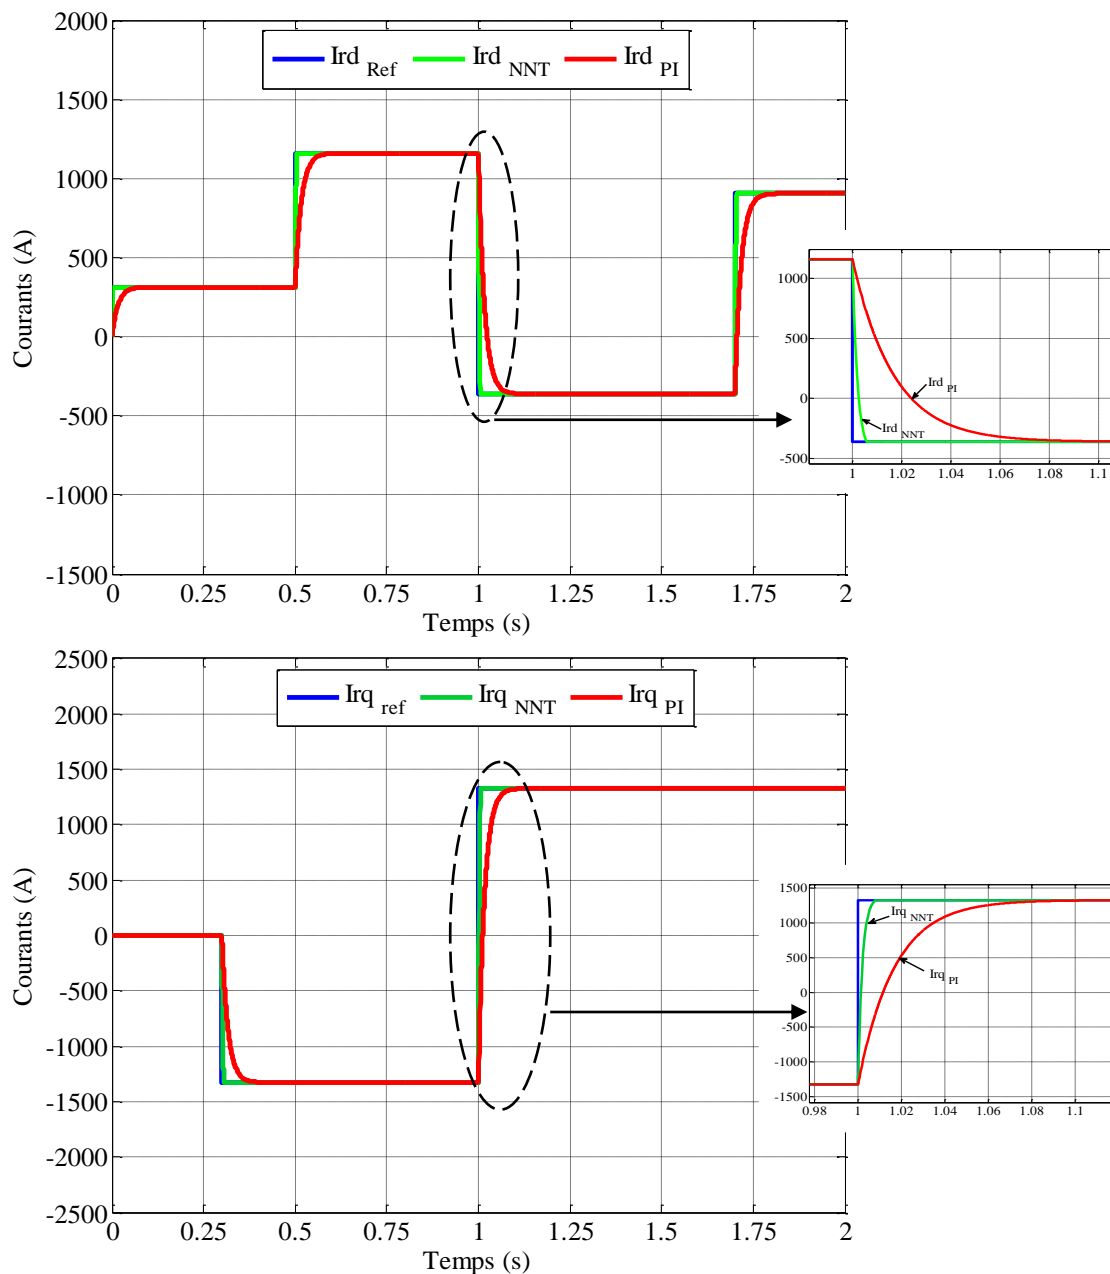 Ird Ref Ird NNT Ird PI
2000
1500
1000
500
0
-500
-1000
-1500
Courants (A)
0 0.25 0.5 0.75 1 1.25 1.5 1.75 2
Temps (s)
1000
500
0
-500
Ird PI
Ird NNT
1 1.02 1.04 1.06 1.08 1.1
Irq ref Irq NNT Irq PI
2500
2000
1500
1000
500
0
-500
-1000
-1500
-2000
-2500
Courants (A)
0 0.25 0.5 0.75 1 1.25 1.5 1.75 2
Temps (s)
1500
1000
500
0
-500
-1000
-1500
Irq NNT
Irq PI
0.98 1 1.02 1.04 1.06 1.08 1.1